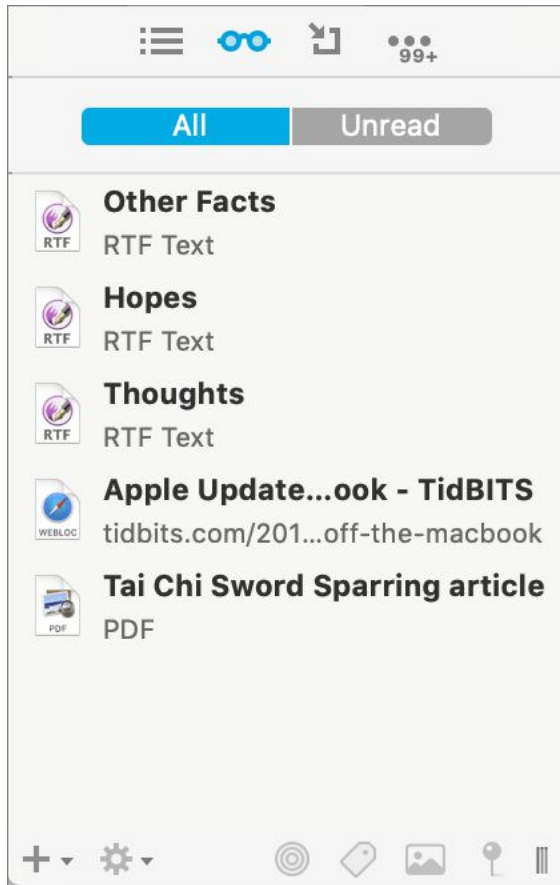 99+
All Unread
Other Facts
RTF
RTF Text
Hopes
RTF
RTF Text
Thoughts
RTF
RTF Text
Apple Update...ook - TidBITS
WEBLOC
tidbits.com/201...off-the-macbook
Tai Chi Sword Sparring article
PDF
PDF